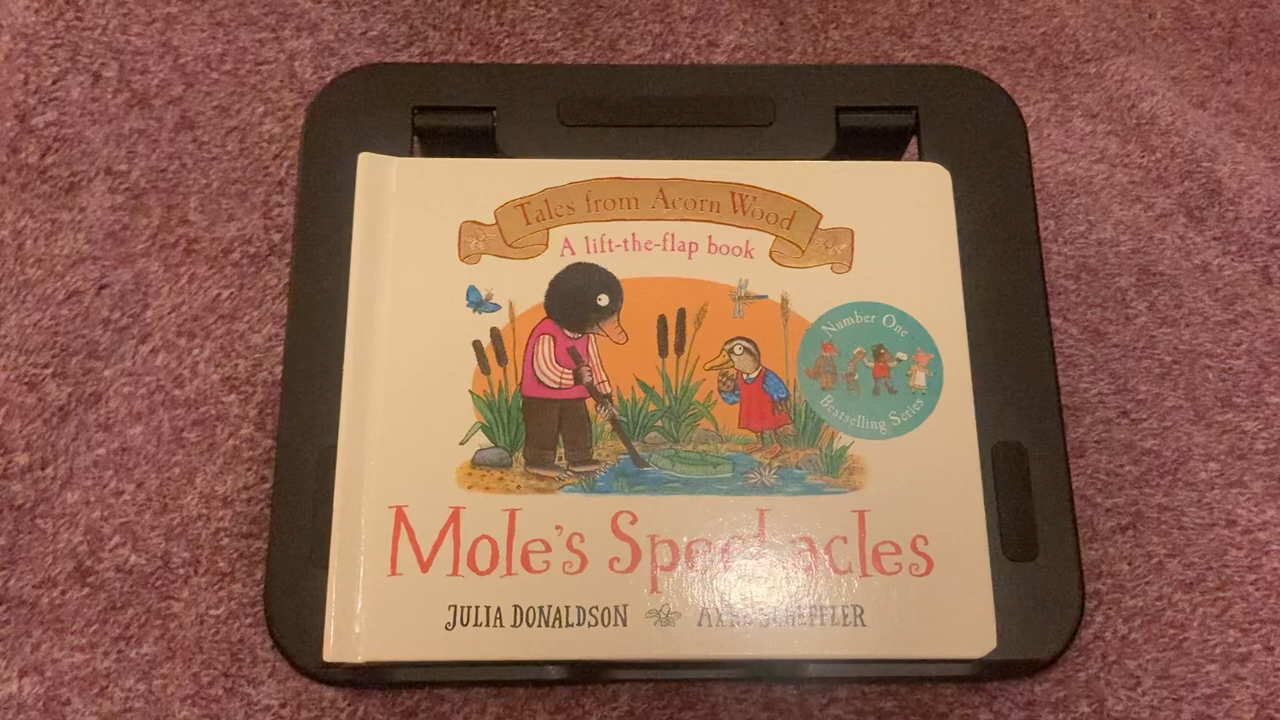 Tales from Acorn Wood
A lift-the-flap book
Number One
Bestselling Series
Mole's Spectacles
JULIA DONALDSON AXEL SCHEFFLER